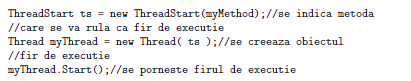 ThreadStart ts = new ThreadStart(myMethod);//se indica metoda
//care se va rula ca fir de executie
Thread myThread = new Thread( ts );//se creeaza obiectul
//fir de executie
myThread.Start();//se porneste firul de executie